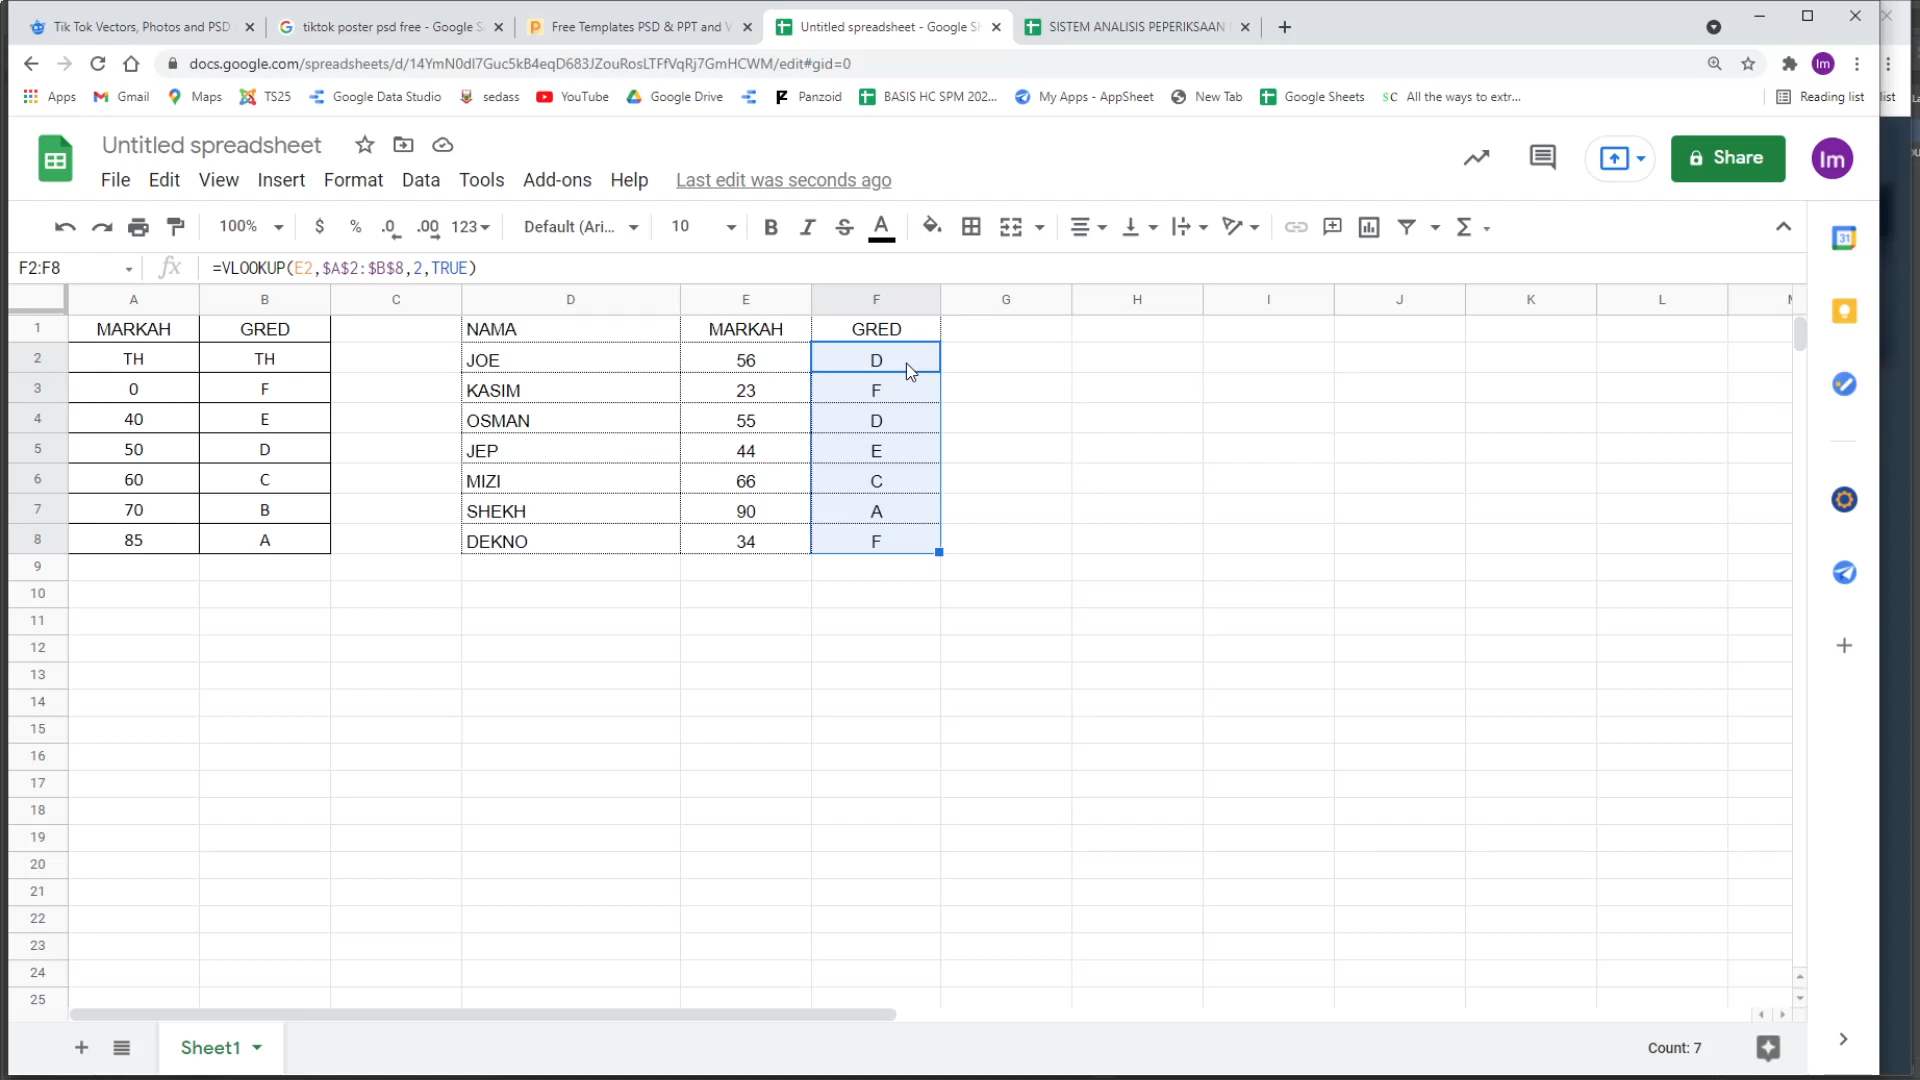 Tik Tok Vectors, Photos and PSD
tiktok poster psd free - Google S
Free Templates PSD & PPT and V
Untitled spreadsheet - Google Sh
SISTEM ANALISIS PEPERIKSAAN
docs.google.com/spreadsheets/d/14YmN0dI7Guc5kB4eqD683JZouRosLTFfVqRj7GmHCWM/edit#gid=0
Im
Apps
Gmail
Maps
TS25
Google Data Studio
sedass
YouTube
Google Drive
Panzoid
BASIS HC SPM 202...
My Apps - AppSheet
New Tab
Google Sheets
SC All the ways to extr...
Reading list
list
Untitled spreadsheet
File Edit View Insert Format Data Tools Add-ons Help Last edit was seconds ago
Share
Im
100% $ % .0 .00 123 Default (Ari... 10 B I S A Σ
31
F2:F8 fx =VLOOKUP(E2,$A$2:$B$8,2,TRUE)
A B C D E F G H I J K L
1 MARKAH GRED NAMA MARKAH GRED
2 TH TH JOE 56 D
3 0 F KASIM 23 F
4 40 E OSMAN 55 D
5 50 D JEP 44 E
6 60 C MIZI 66 C
7 70 B SHEKH 90 A
8 85 A DEKNO 34 F
9
10
11
12
13
14
15
16
17
18
19
20
21
22
23
24
25
Sheet1
Count: 7